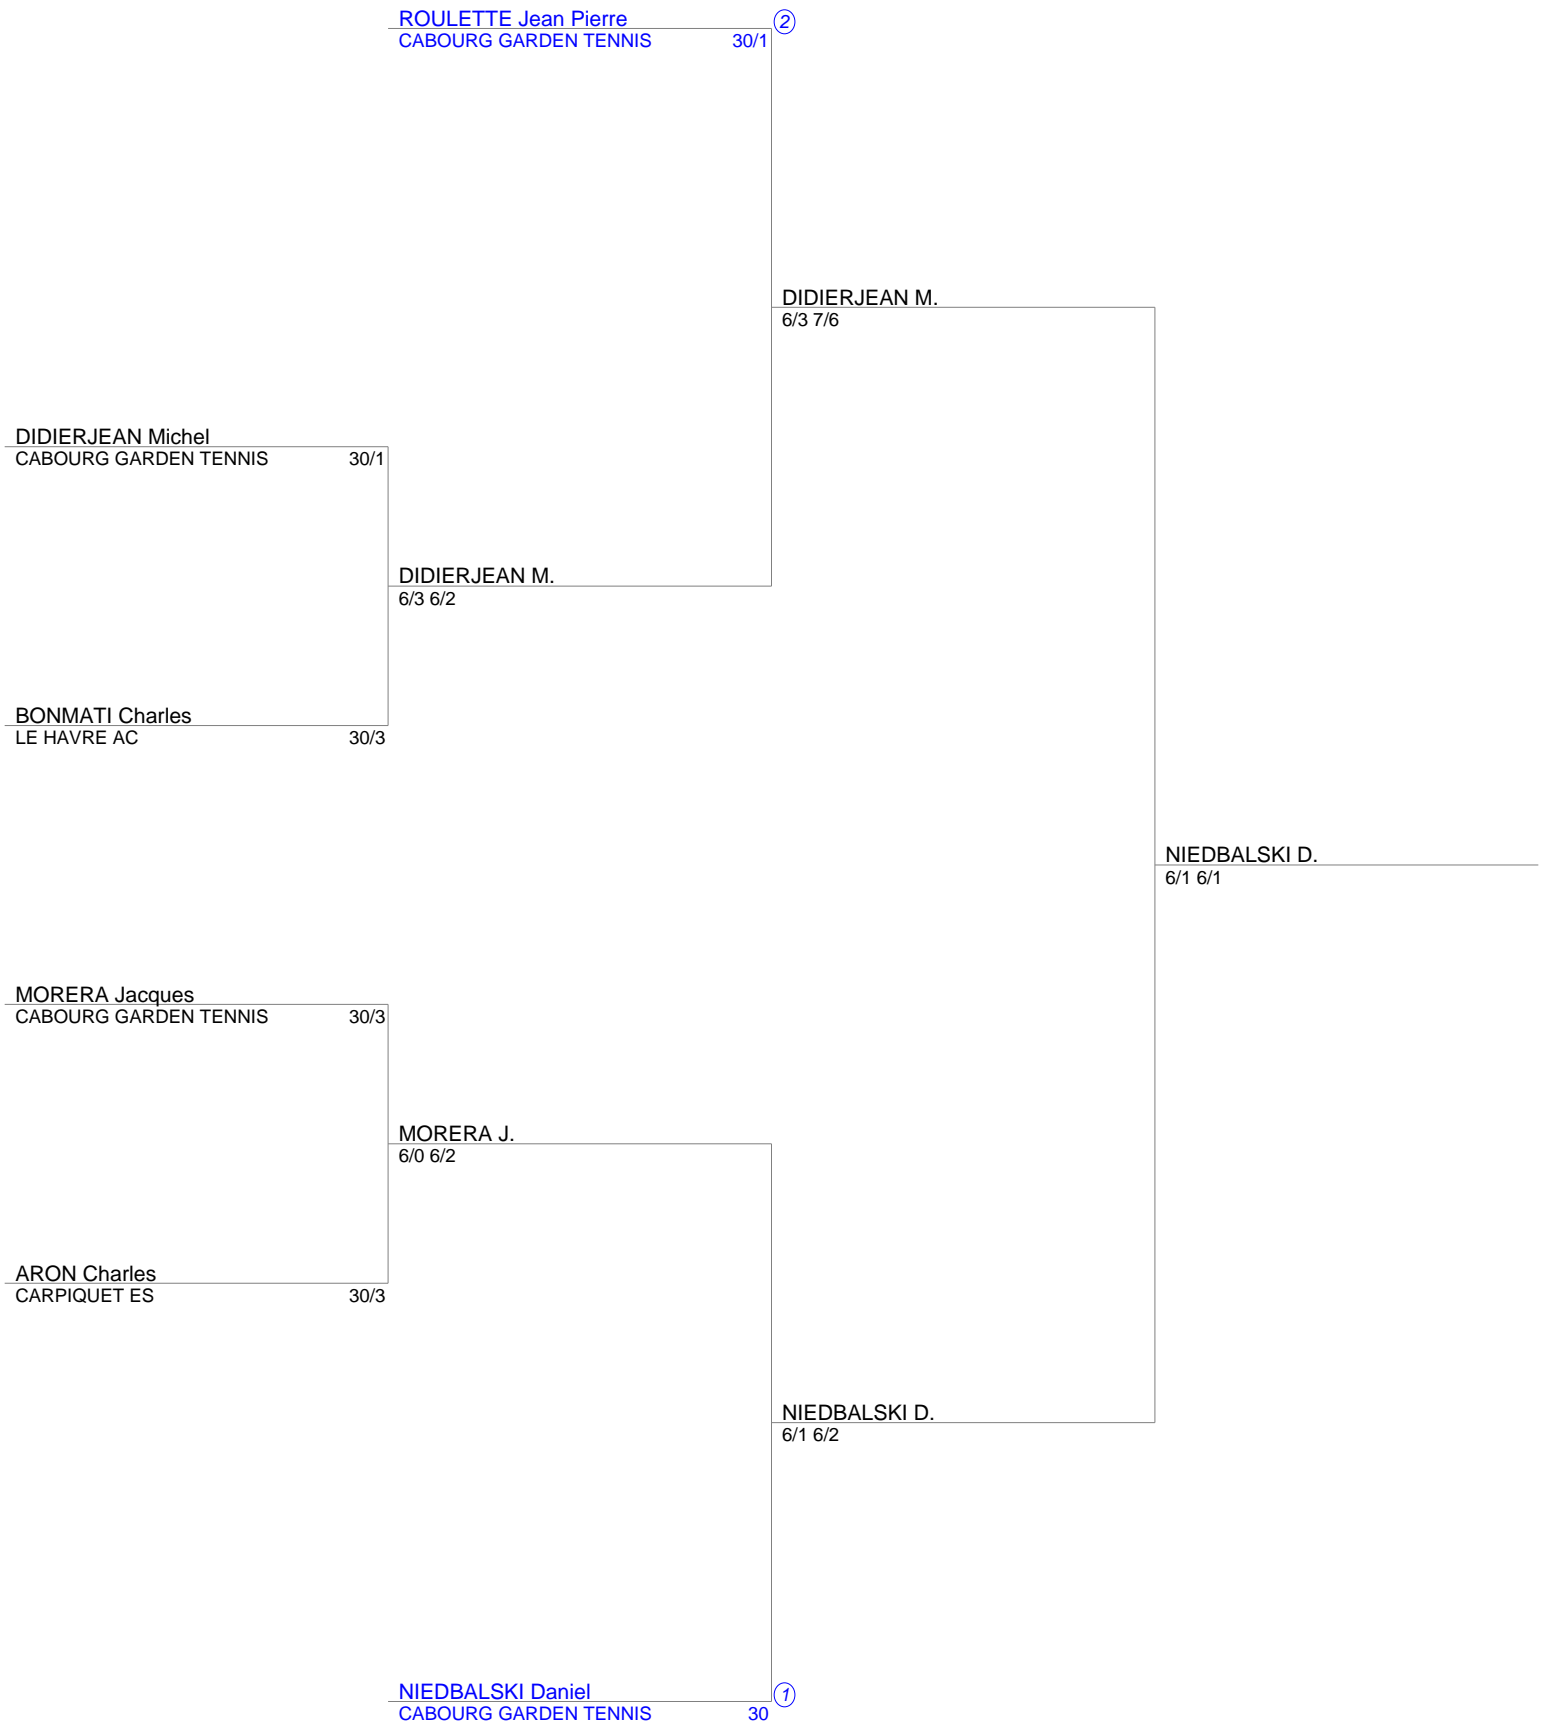 ROULETTE Jean Pierre 2
CABOURG GARDEN TENNIS 30/1
DIDIERJEAN M.
6/3 7/6
DIDIERJEAN Michel
CABOURG GARDEN TENNIS 30/1
DIDIERJEAN M.
6/3 6/2
BONMATI Charles
LE HAVRE AC 30/3
NIEDBALSKI D.
6/1 6/1
MORERA Jacques
CABOURG GARDEN TENNIS 30/3
MORERA J.
6/0 6/2
ARON Charles
CARPIQUET ES 30/3
NIEDBALSKI D.
6/1 6/2
NIEDBALSKI Daniel 1
CABOURG GARDEN TENNIS 30